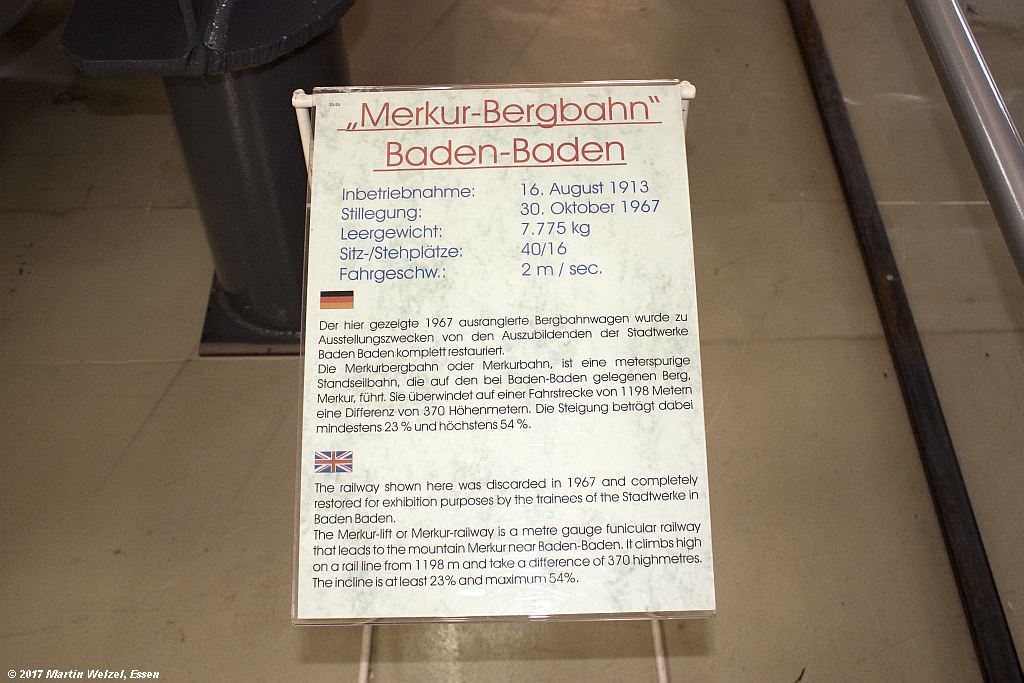 „Merkur-Bergbahn“
Baden-Baden
Inbetriebnahme: 16. August 1913
Stillegung: 30. Oktober 1967
Leergewicht: 7.775 kg
Sitz-/Stehplätze: 40/16
Fahrgeschw.: 2 m / sec.
Der hier gezeigte 1967 ausrangierte Bergbahnwagen wurde zu
Ausstellungszwecken von den Auszubildenden der Stadtwerke
Baden Baden komplett restauriert.
Die Merkurbergbahn oder Merkurbahn, ist eine meterspurige
Standseilbahn, die auf den bei Baden-Baden gelegenen Berg,
Merkur, führt. Sie überwindet auf einer Fahrstrecke von 1198 Metern
eine Differenz von 370 Höhenmetern. Die Steigung beträgt dabei
mindestens 23 % und höchstens 54 %.
The railway shown here was discarded in 1967 and completely
restored for exhibition purposes by the trainees of the Stadtwerke in
Baden Baden.
The Merkur-lift or Merkur-railway is a metre gauge funicular railway
that leads to the mountain Merkur near Baden-Baden. It climbs high
on a rail line from 1198 m and take a difference of 370 highmetres.
The incline is at least 23% and maximum 54%.
© 2017 Martin Welzel, Essen